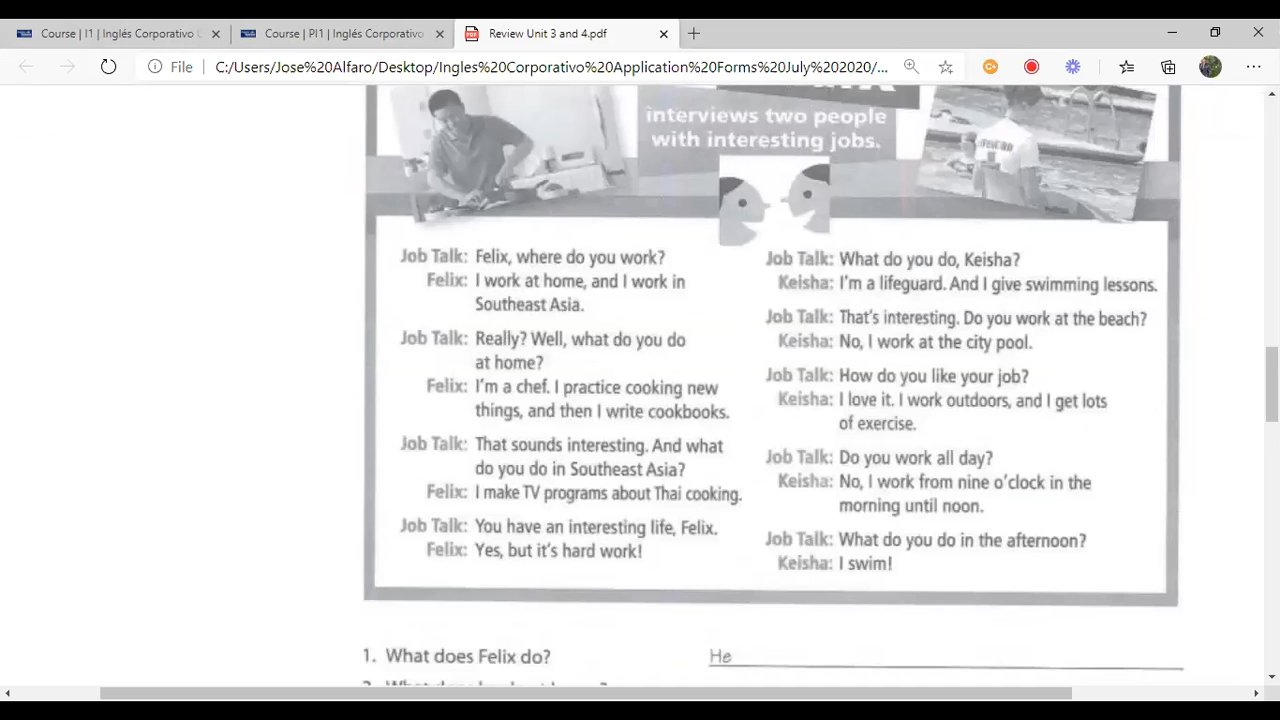 Course | I1 | Inglés Corporativo
Course | PI1 | Inglés Corporativo
Review Unit 3 and 4.pdf
File
C:/Users/Jose%20Alfaro/Desktop/Ingles%20Corporativo%20Application%20Forms%20July%202020/...
interviews two people
with interesting jobs.
Job Talk: Felix, where do you work?
Felix: I work at home, and I work in
Southeast Asia.
Job Talk: Really? Well, what do you do
at home?
Felix: I'm a chef. I practice cooking new
things, and then I write cookbooks.
Job Talk: That sounds interesting. And what
do you do in Southeast Asia?
Felix: I make TV programs about Thai cooking.
Job Talk: You have an interesting life, Felix.
Felix: Yes, but it's hard work!
Job Talk: What do you do, Keisha?
Keisha: I'm a lifeguard. And I give swimming lessons.
Job Talk: That's interesting. Do you work at the beach?
Keisha: No, I work at the city pool.
Job Talk: How do you like your job?
Keisha: I love it. I work outdoors, and I get lots
of exercise.
Job Talk: Do you work all day?
Keisha: No, I work from nine o'clock in the
morning until noon.
Job Talk: What do you do in the afternoon?
Keisha: I swim!
1. What does Felix do?
He